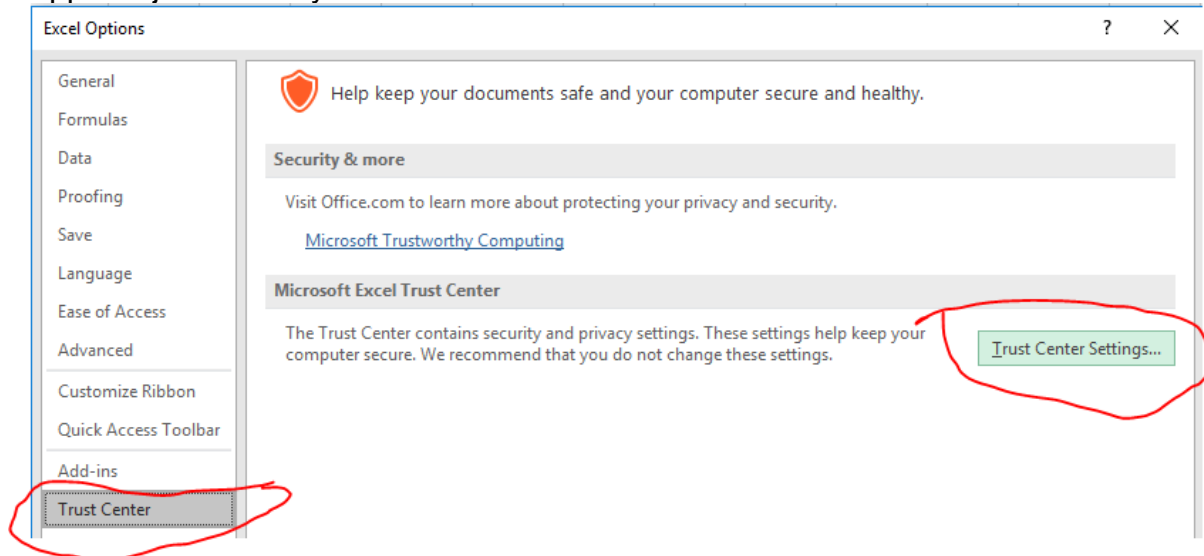 Excel Options
?
General
Formulas
Data
Proofing
Save
Language
Ease of Access
Advanced
Customize Ribbon
Quick Access Toolbar
Add-ins
Trust Center
Help keep your documents safe and your computer secure and healthy.
Security & more
Visit Office.com to learn more about protecting your privacy and security.
Microsoft Trustworthy Computing
Microsoft Excel Trust Center
The Trust Center contains security and privacy settings. These settings help keep your
computer secure. We recommend that you do not change these settings.
Trust Center Settings...